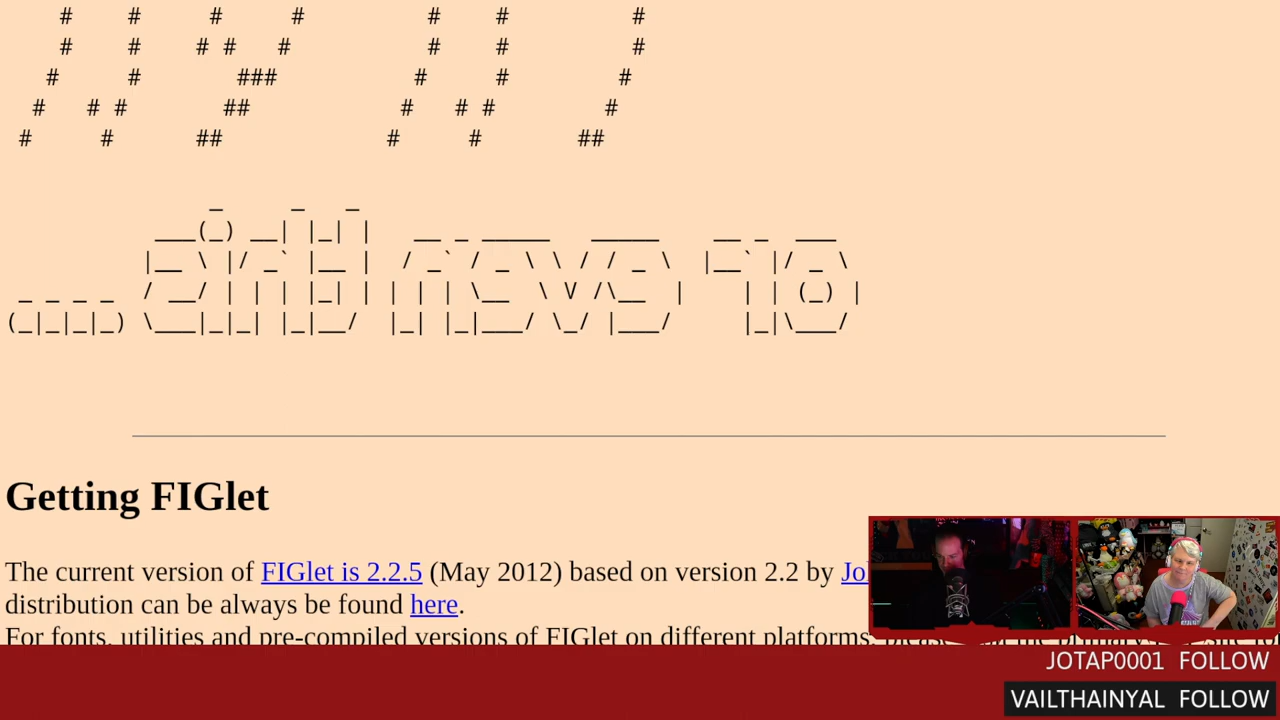 Getting FIGlet
The current version of FIGlet is 2.2.5 (May 2012) based on version 2.2 by Jo
distribution can be always be found here.
For fonts, utilities and pre-compiled versions of FIGlet on different platforms, please
JOTAP0001 FOLLOW
VAILTHAINYAL FOLLOW